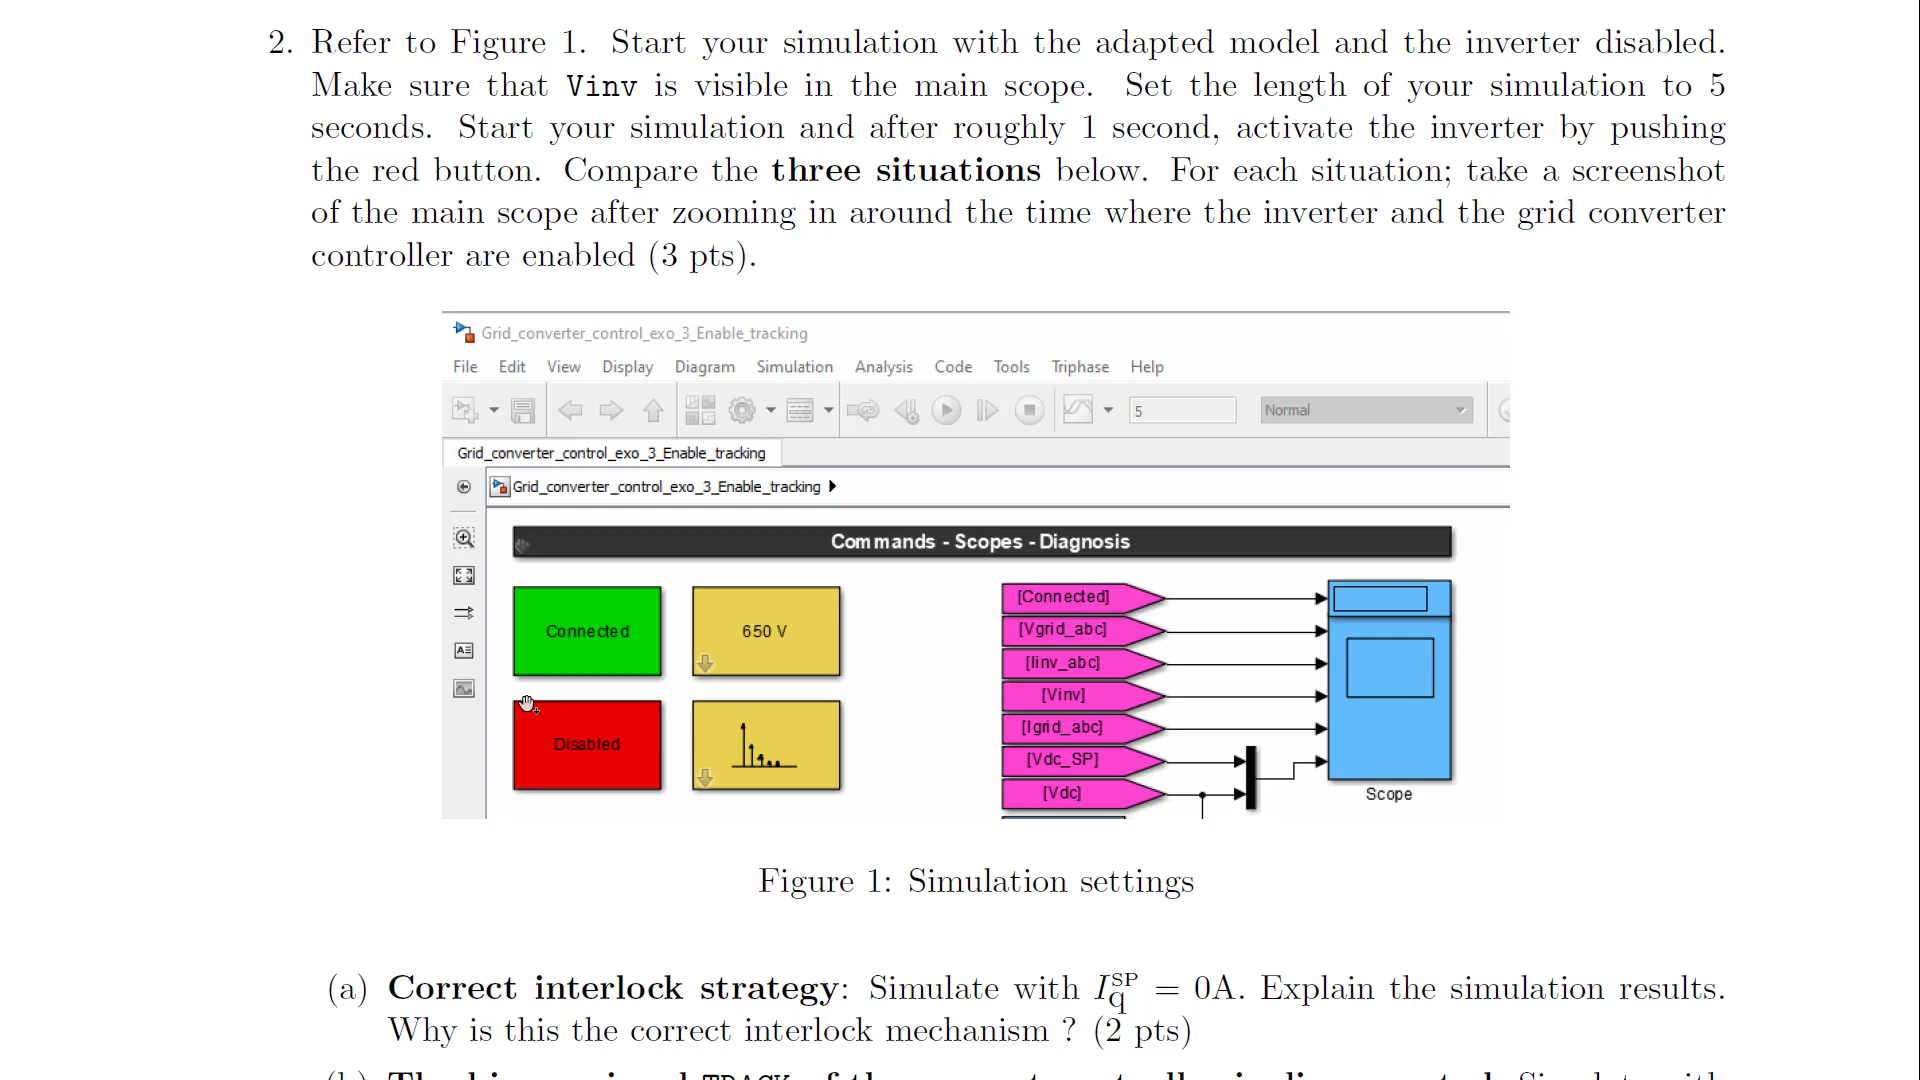 2. Refer to Figure 1. Start your simulation with the adapted model and the inverter disabled.
Make sure that Vinv is visible in the main scope. Set the length of your simulation to 5
seconds. Start your simulation and after roughly 1 second, activate the inverter by pushing
the red button. Compare the three situations below. For each situation; take a screenshot
of the main scope after zooming in around the time where the inverter and the grid converter
controller are enabled (3 pts).
Grid_converter_control_exo_3_Enable_tracking
File Edit View Display Diagram Simulation Analysis Code Tools Triphase Help
5 Normal
Grid_converter_control_exo_3_Enable_tracking
Grid_converter_control_exo_3_Enable_tracking
Commands - Scopes - Diagnosis
Connected
650 V
Disabled
[Connected]
[Vgrid_abc]
[Iinv_abc]
[Vinv]
[Igrid_abc]
[Vdc_SP]
[Vdc]
Scope
Figure 1: Simulation settings
(a) Correct interlock strategy: Simulate with I_q^SP = 0A. Explain the simulation results.
Why is this the correct interlock mechanism ? (2 pts)